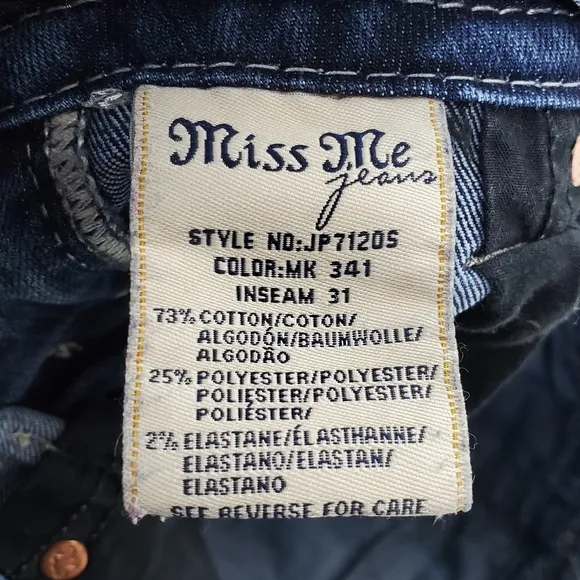 Miss Me
jeans
STYLE NO:JP7120S
COLOR:MK 341
INSEAM 31
73% COTTON/COTON/
ALGODÓN/BAUMWOLLE/
ALGODÃO
25% POLYESTER/POLYESTER/
POLIESTER/POLYESTER/
POLIÉSTER/
2% ELASTANE/ÉLASTHANNE/
ELASTANO/ELASTAN/
ELASTANO
SEE REVERSE FOR CARE